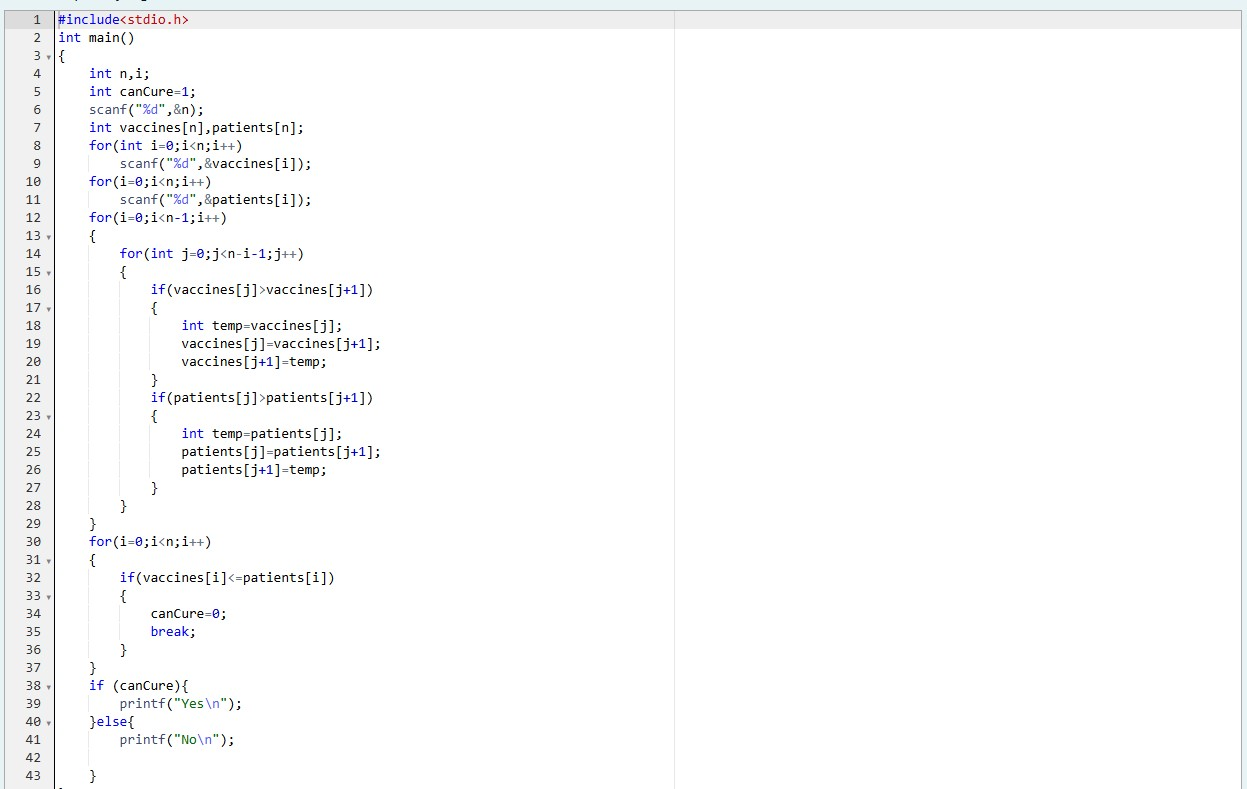 1 #include<stdio.h>
2 int main()
3 {
4     int n,i;
5     int canCure=1;
6     scanf("%d",&n);
7     int vaccines[n],patients[n];
8     for(int i=0;i<n;i++)
9         scanf("%d",&vaccines[i]);
10     for(i=0;i<n;i++)
11         scanf("%d",&patients[i]);
12     for(i=0;i<n-1;i++)
13     {
14         for(int j=0;j<n-i-1;j++)
15         {
16             if(vaccines[j]>vaccines[j+1])
17             {
18                 int temp=vaccines[j];
19                 vaccines[j]=vaccines[j+1];
20                 vaccines[j+1]=temp;
21             }
22             if(patients[j]>patients[j+1])
23             {
24                 int temp=patients[j];
25                 patients[j]=patients[j+1];
26                 patients[j+1]=temp;
27             }
28         }
29     }
30     for(i=0;i<n;i++)
31     {
32         if(vaccines[i]<=patients[i])
33         {
34             canCure=0;
35             break;
36         }
37     }
38     if (canCure){
39         printf("Yes\n");
40     }else{
41         printf("No\n");
42
43     }